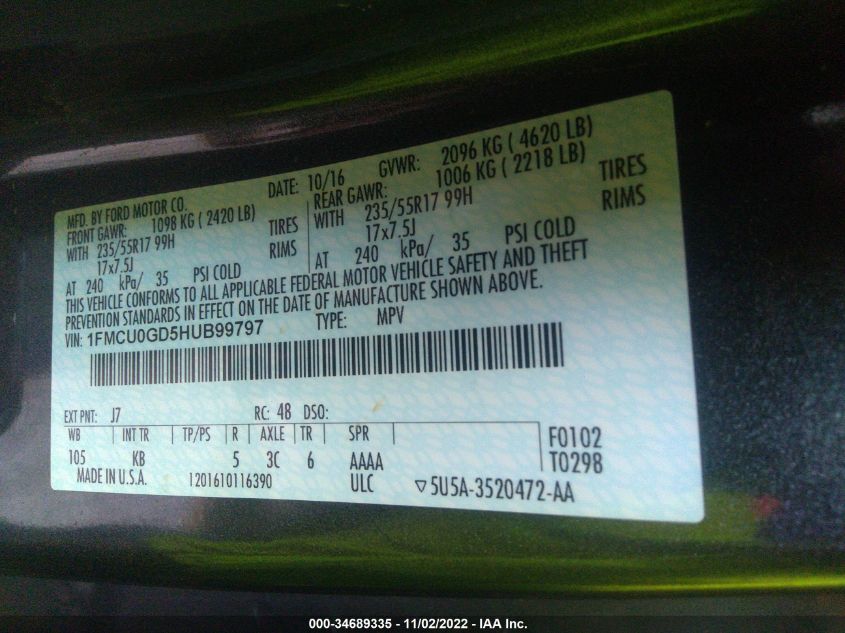 MFD. BY FORD MOTOR CO.
DATE: 10/16 GVWR: 2096 KG ( 4620 LB)
FRONT GAWR: 1098 KG ( 2420 LB) REAR GAWR: 1006 KG ( 2218 LB)
WITH 235/55R17 99H TIRES WITH 235/55R17 99H TIRES
17x7.5J RIMS 17x7.5J RIMS
AT 240 kPa/ 35 PSI COLD AT 240 kPa/ 35 PSI COLD
THIS VEHICLE CONFORMS TO ALL APPLICABLE FEDERAL MOTOR VEHICLE SAFETY AND THEFT
PREVENTION STANDARDS IN EFFECT ON THE DATE OF MANUFACTURE SHOWN ABOVE.
VIN: 1FMCU0GD5HUB99797 TYPE: MPV
EXT PNT: J7 RC: 48 DSO:
WB INT TR TP/PS R AXLE TR SPR F0102
105 KB 5 3C 6 AAAA T0298
MADE IN U.S.A. 1201610116390 ULC ▽5U5A-3520472-AA
000-34689335 - 11/02/2022 - IAA Inc.